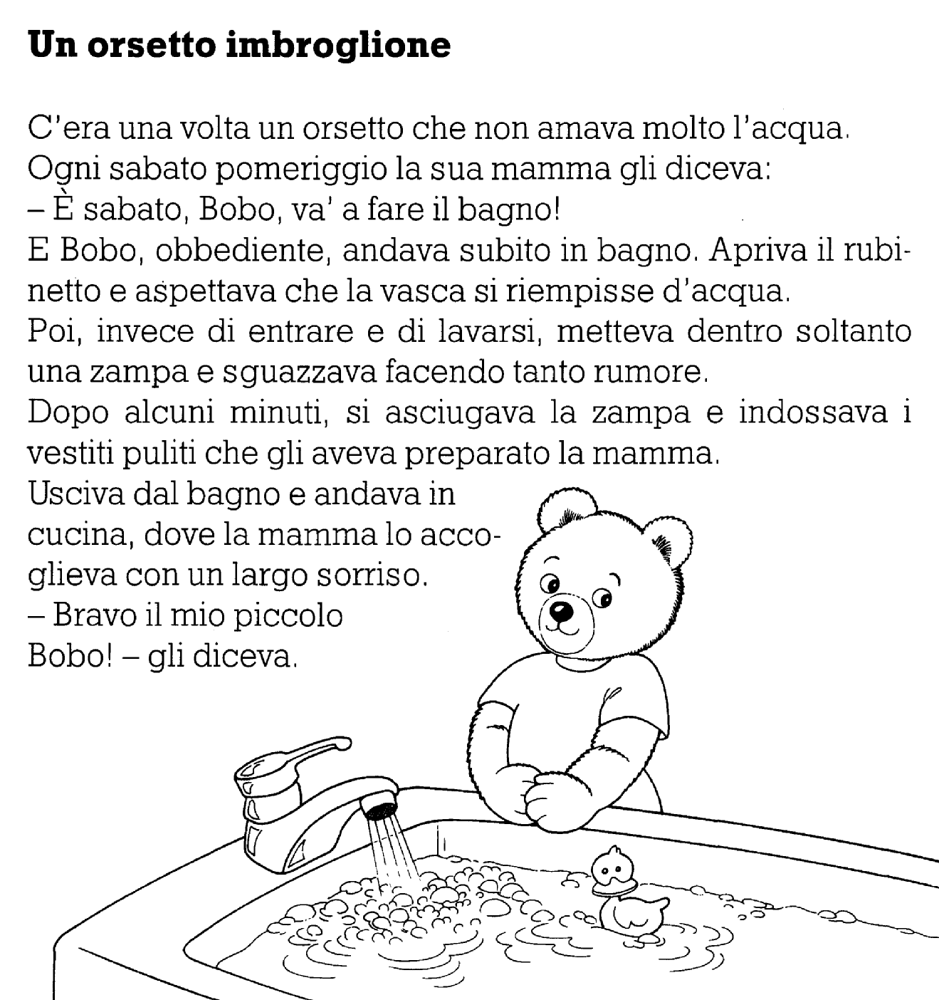 Un orsetto imbroglione
C'era una volta un orsetto che non amava molto l'acqua.
Ogni sabato pomeriggio la sua mamma gli diceva:
– È sabato, Bobo, va' a fare il bagno!
E Bobo, obbediente, andava subito in bagno. Apriva il rubi-
netto e aspettava che la vasca si riempisse d'acqua.
Poi, invece di entrare e di lavarsi, metteva dentro soltanto
una zampa e sguazzava facendo tanto rumore.
Dopo alcuni minuti, si asciugava la zampa e indossava i
vestiti puliti che gli aveva preparato la mamma.
Usciva dal bagno e andava in
cucina, dove la mamma lo acco-
glieva con un largo sorriso.
– Bravo il mio piccolo
Bobo! – gli diceva.